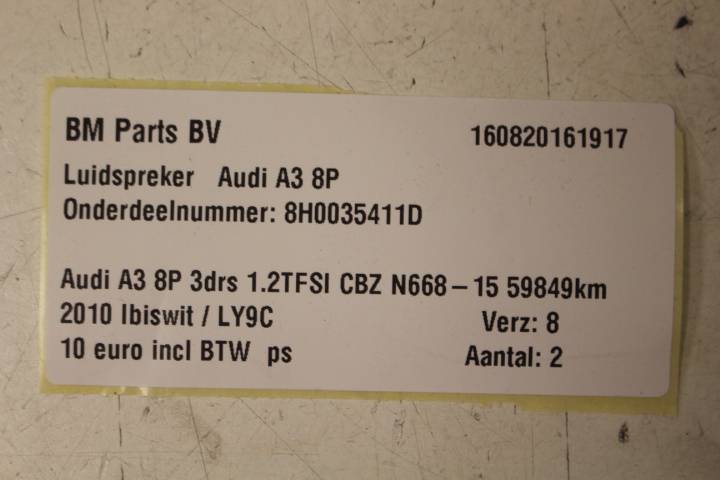 BM Parts BV 160820161917
Luidspreker Audi A3 8P
Onderdeelnummer: 8H0035411D
Audi A3 8P 3drs 1.2TFSI CBZ N668 – 15 59849km
2010 Ibiswit / LY9C Verz: 8
10 euro incl BTW ps Aantal: 2